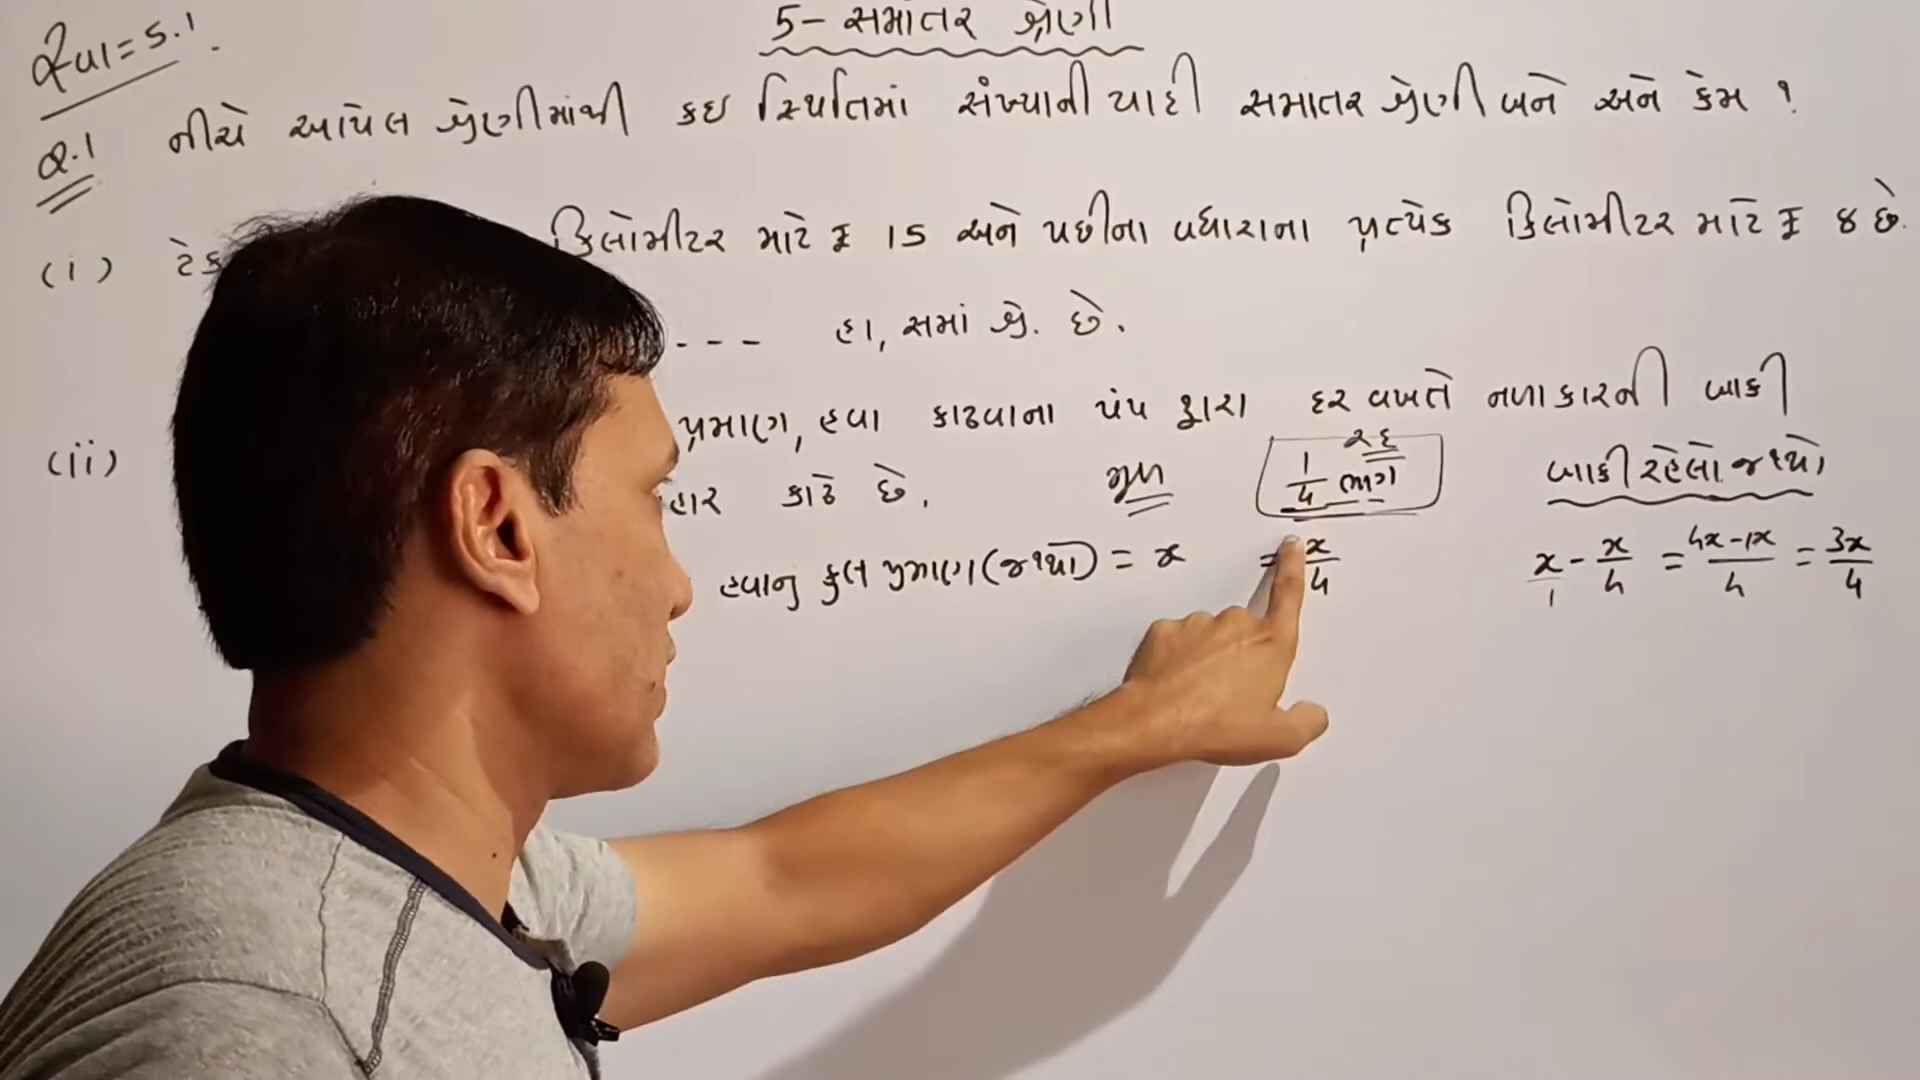 સ્વા = 5.1
5- સમાંતર શ્રેણી
Q.1 નીચે આપેલ શ્રેણીમાંથી કઇ સ્થિતિમાં સંખ્યાની યાદી સમાતર શ્રેણી બને અને કેમ ?
(i) ટેક કિલોમીટર માટે ₹ 15 અને પછીના વધારાના પ્રત્યેક કિલોમીટર માટે ₹ 8 છે.
--- હા, સમાં શ્રે. છે.
(ii) પ્રમાણ, હવા કાઢવાના પંપ દ્વારા દર વખતે નળાકારની બાકી
હાર કાઢે છે. મૂળ 1/4 ભાગ બાકી રહેલો જથ્થો
હવાનુ કુલ પ્રમાણ (જથ્થો) = x = x/4 x/1 - x/4 = 4x-1x/4 = 3x/4